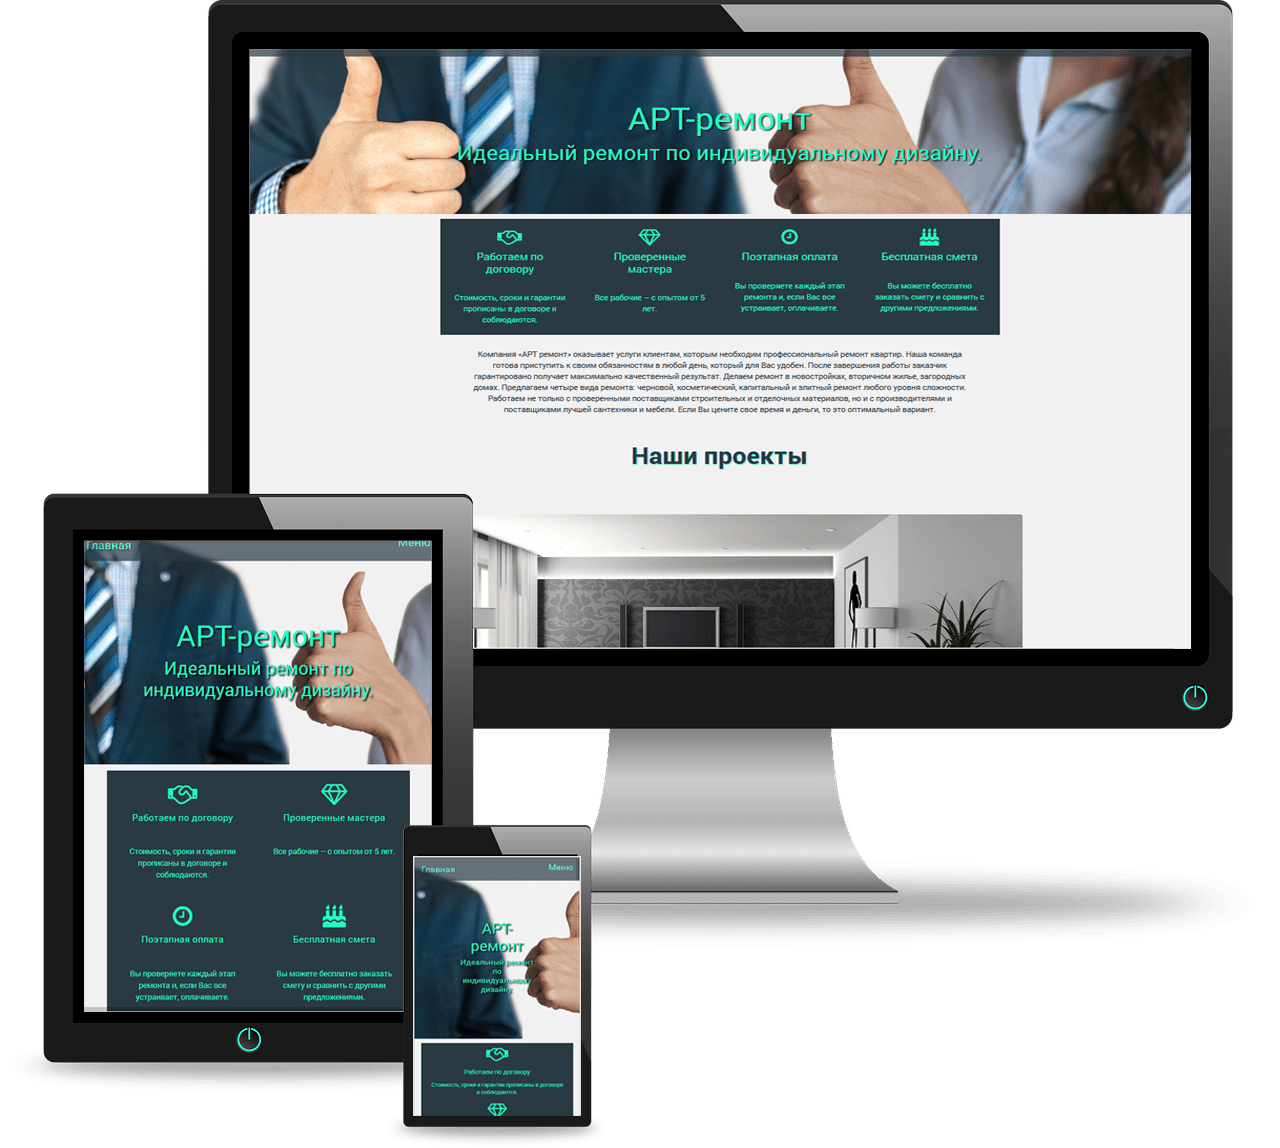 АРТ-ремонт
Идеальный ремонт по индивидуальному дизайну.
Работаем по
договору
Стоимость, сроки и гарантии
прописаны в договоре и
соблюдаются.
Проверенные
мастера
Все рабочие – с опытом от 5
лет.
Поэтапная оплата
Вы проверяете каждый этап
ремонта и, если Вас все
устраивает, оплачиваете.
Бесплатная смета
Вы можете бесплатно
заказать смету и сравнить с
другими предложениями.
Компания «АРТ ремонт» оказывает услуги клиентам, которым необходим профессиональный ремонт квартир. Наша команда
готова приступить к своим обязанностям в любой день, который для Вас удобен. После завершения работы заказчик
гарантировано получает максимально качественный результат. Делаем ремонт в новостройках, вторичном жилье, загородных
домах. Предлагаем четыре вида ремонта: черновой, косметический, капитальный и элитный ремонт любого уровня сложности.
Работаем не только с проверенными поставщиками строительных и отделочных материалов, но и с производителями и
поставщиками лучшей сантехники и мебели. Если Вы цените свое время и деньги, то это оптимальный вариант.
Наши проекты
Главная
Меню
АРТ-ремонт
Идеальный ремонт по
индивидуальному дизайну.
Работаем по договору
Стоимость, сроки и гарантии
прописаны в договоре и
соблюдаются.
Проверенные мастера
Все рабочие – с опытом от 5 лет.
Поэтапная оплата
Вы проверяете каждый этап
ремонта и, если Вас все
устраивает, оплачиваете.
Бесплатная смета
Вы можете бесплатно заказать
смету и сравнить с другими
предложениями.
Главная
Меню
АРТ-
ремонт
Идеальный ремонт
по
индивидуальному
дизайну.
Работаем по договору
Стоимость, сроки и гарантии прописаны в договоре
и соблюдаются.